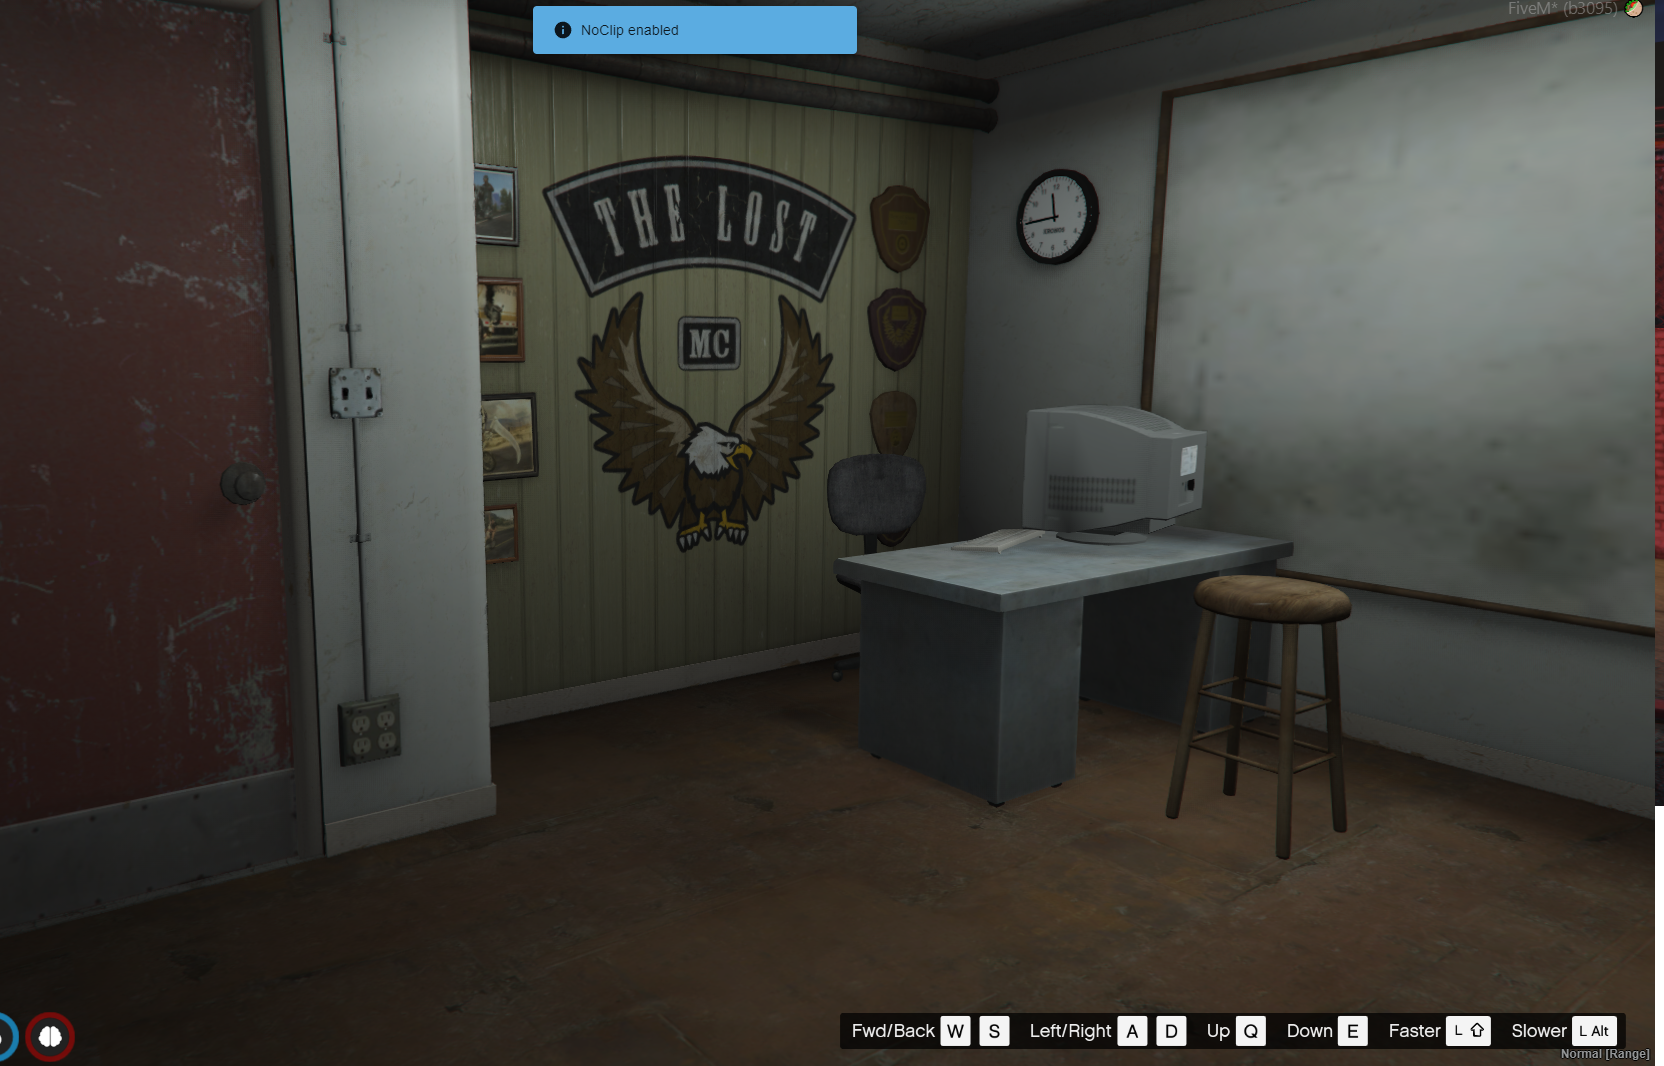 FiveM* (b3095)
NoClip enabled
THE LOST
MC
Fwd/Back W S Left/Right A D Up Q Down E Faster L ⇧ Slower L Alt
Normal [Range]